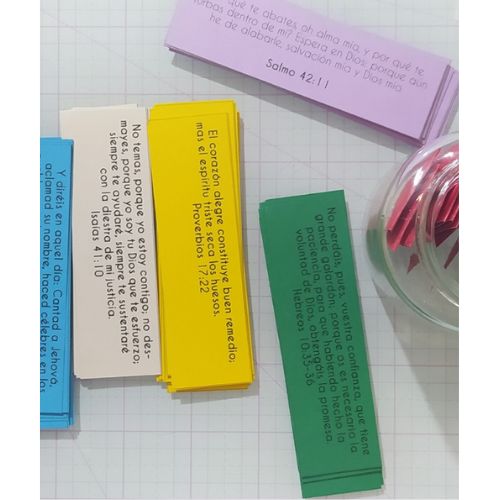 qué te abates, oh alma mía, y por qué te
turbas dentro de mí? Espera en Dios, porque aún
he de alabarle, salvación mía y Dios mío
Salmo 42:11
Y diréis en aquel día: Cantad a Jehová,
aclamad su nombre, haced célebres en los
No temas, porque yo estoy contigo; no des-
mayes, porque yo soy tu Dios que te esfuerzo;
siempre te ayudaré, siempre te sustentaré
con la diestra de mi justicia.
Isaías 41:10
El corazón alegre constituye buen remedio;
mas el espíritu triste seca los huesos.
Proverbios 17:22
No perdáis, pues, vuestra confianza, que tiene
grande galardón; porque os es necesaria la
paciencia, para que habiendo hecho la
voluntad de Dios, obtengáis la promesa.
Hebreos 10:35-36